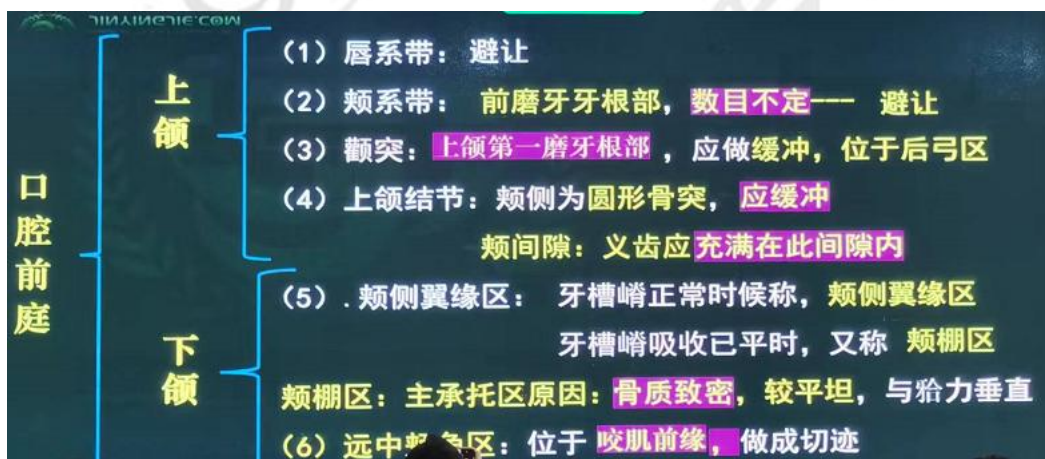 JINYINGJIE.COM
口腔前庭
上颌
(1)唇系带：避让
(2)颊系带：前磨牙牙根部，数目不定--- 避让
(3)颧突：上颌第一磨牙根部，应做缓冲，位于后弓区
(4)上颌结节：颊侧为圆形骨突，应缓冲
颊间隙：义齿应充满在此间隙内
下颌
(5).颊侧翼缘区：牙槽嵴正常时候称，颊侧翼缘区
牙槽嵴吸收已平时，又称 颊棚区
颊棚区：主承托区原因：骨质致密，较平坦，与𬌗力垂直
(6)远中颊角区：位于 咬肌前缘，做成切迹